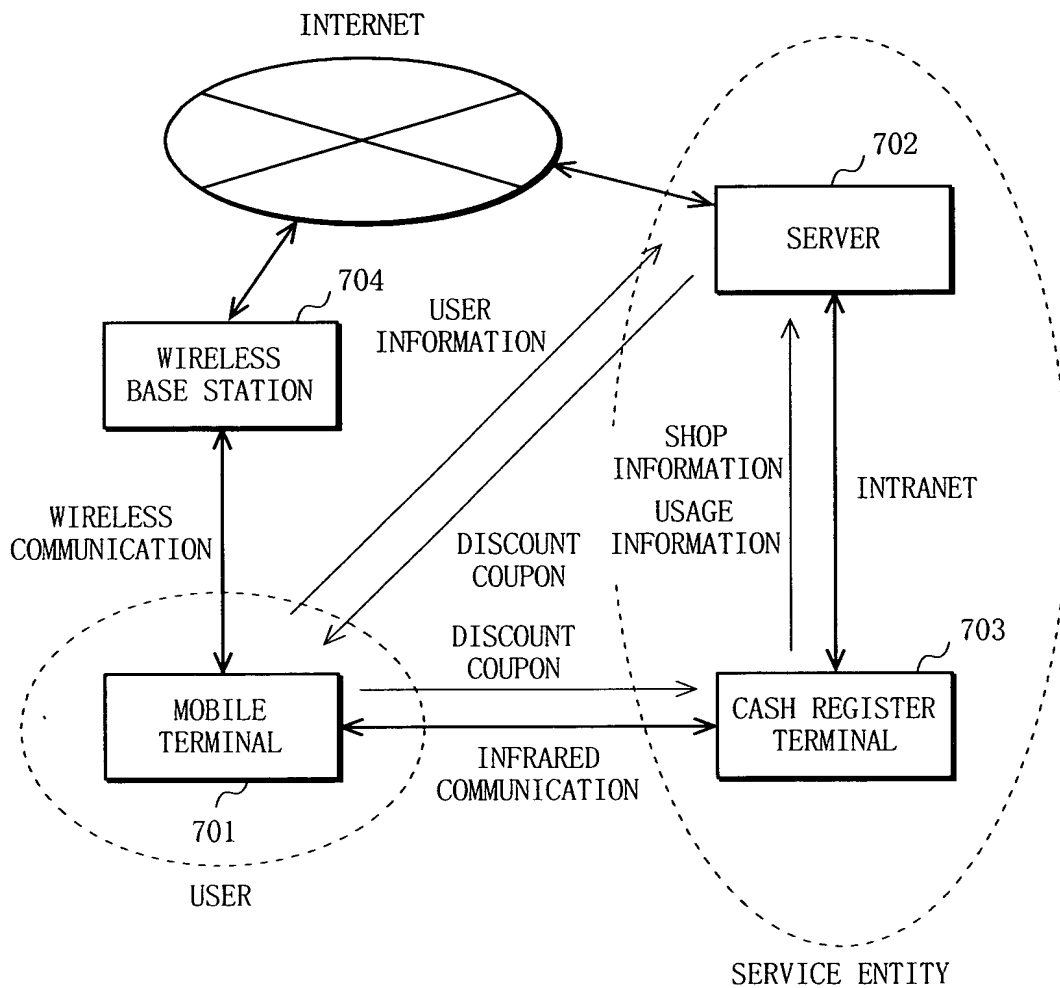 INTERNET
702
SERVER
704
WIRELESS
BASE STATION
USER
INFORMATION
SHOP
INFORMATION
USAGE
INFORMATION
INTRANET
WIRELESS
COMMUNICATION
DISCOUNT
COUPON
DISCOUNT
COUPON
703
MOBILE
TERMINAL
CASH REGISTER
TERMINAL
INFRARED
COMMUNICATION
701
USER
SERVICE ENTITY